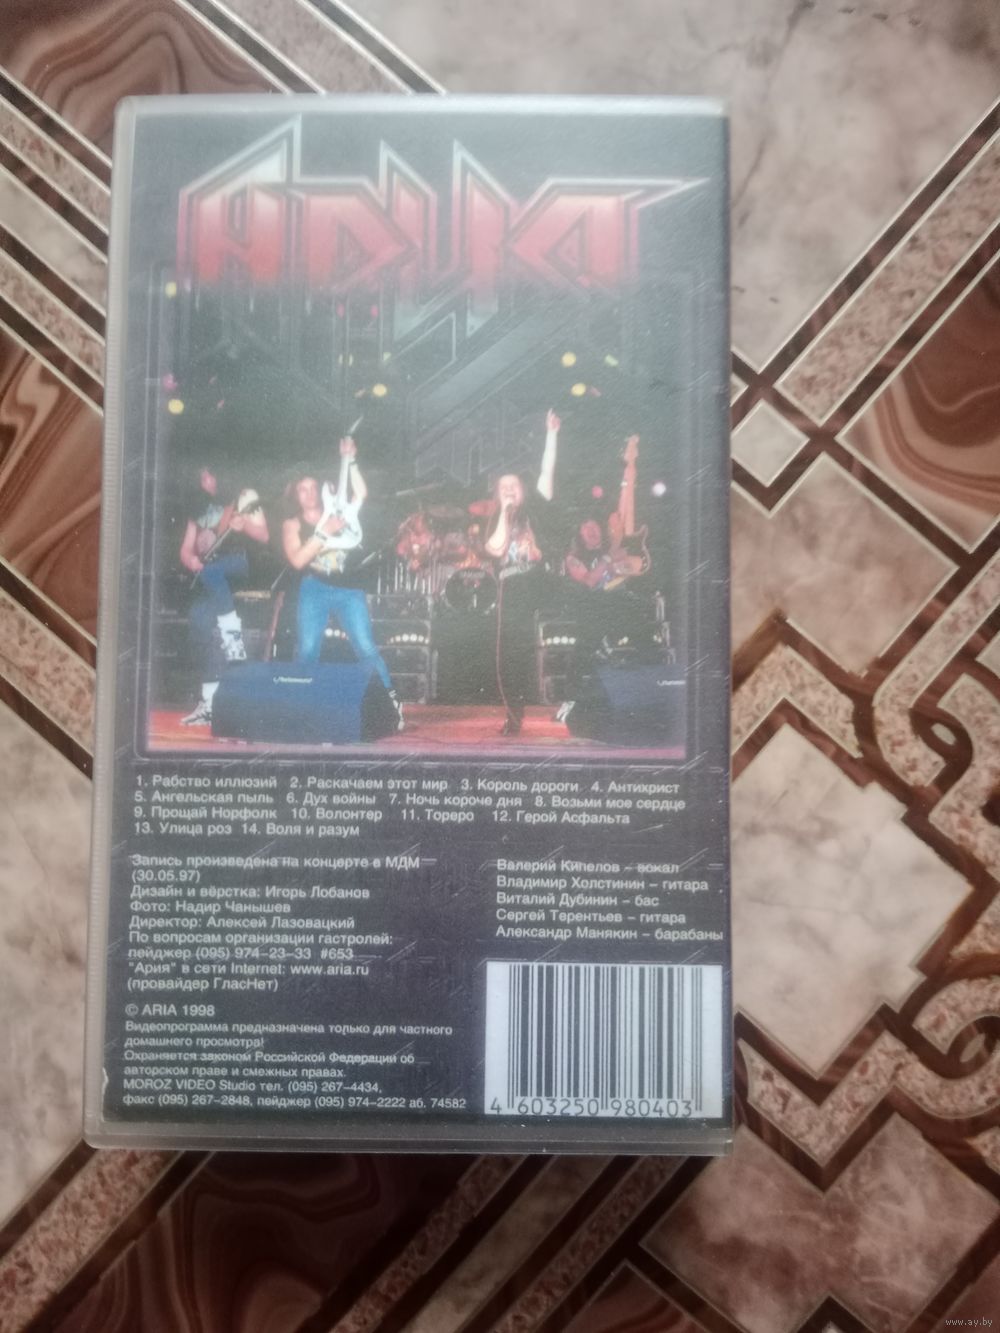 АРИЯ
1. Рабство иллюзий 2. Раскачаем этот мир 3. Король дороги 4. Антихрист
5. Ангельская пыль 6. Дух войны 7. Ночь короче дня 8. Возьми мое сердце
9. Прощай Норфолк 10. Волонтер 11. Тореро 12. Герой Асфальта
13. Улица роз 14. Воля и разум
Запись произведена на концерте в МДМ
(30.05.97)
Дизайн и вёрстка: Игорь Лобанов
Фото: Надир Чанышев
Директор: Алексей Лазовацкий
По вопросам организации гастролей:
пейджер (095) 974-23-33 #653
"Ария" в сети Internet: www.aria.ru
(провайдер ГласНет)
Валерий Кипелов – вокал
Владимир Холстинин – гитара
Виталий Дубинин – бас
Сергей Терентьев – гитара
Александр Манякин – барабаны
© ARIA 1998
Видеопрограмма предназначена только для частного
домашнего просмотра!
Охраняется законом Российской Федерации об
авторском праве и смежных правах.
MOROZ VIDEO Studio тел. (095) 267-4434,
факс (095) 267-2848, пейджер (095) 974-2222 аб. 74582
4 603250 980403
www.ay.by